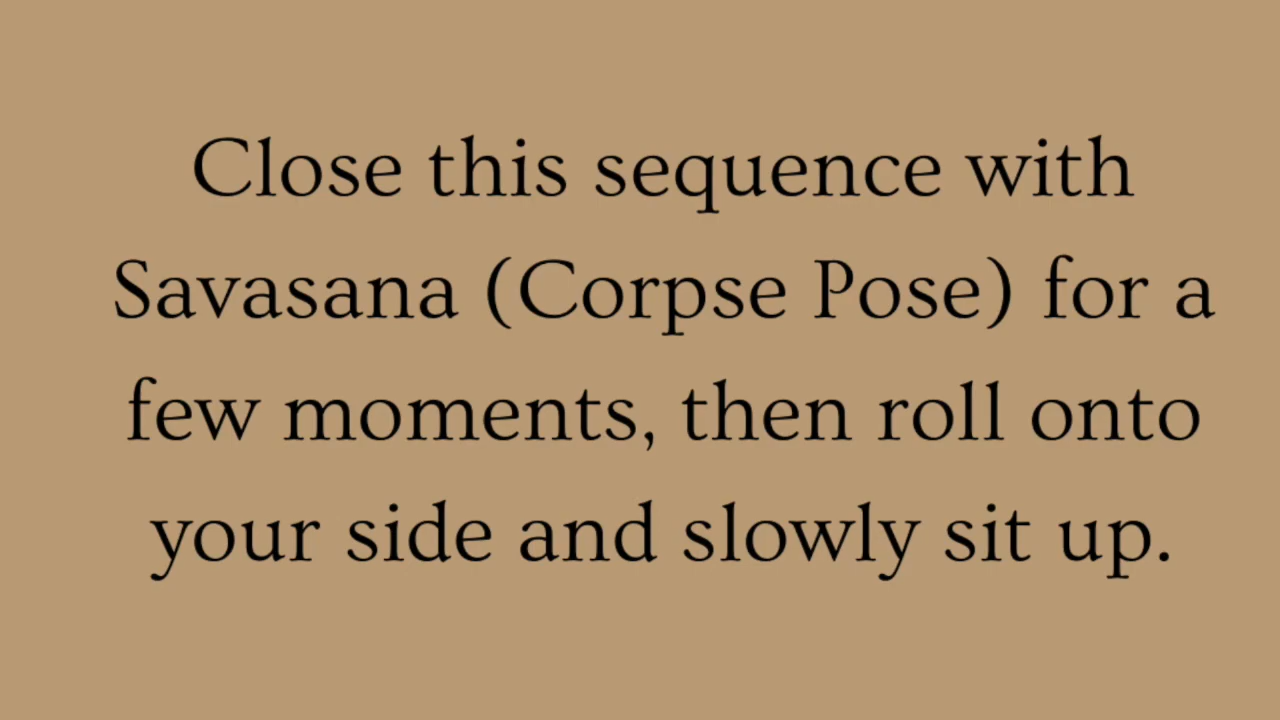 Close this sequence with
Savasana (Corpse Pose) for a
few moments, then roll onto
your side and slowly sit up.